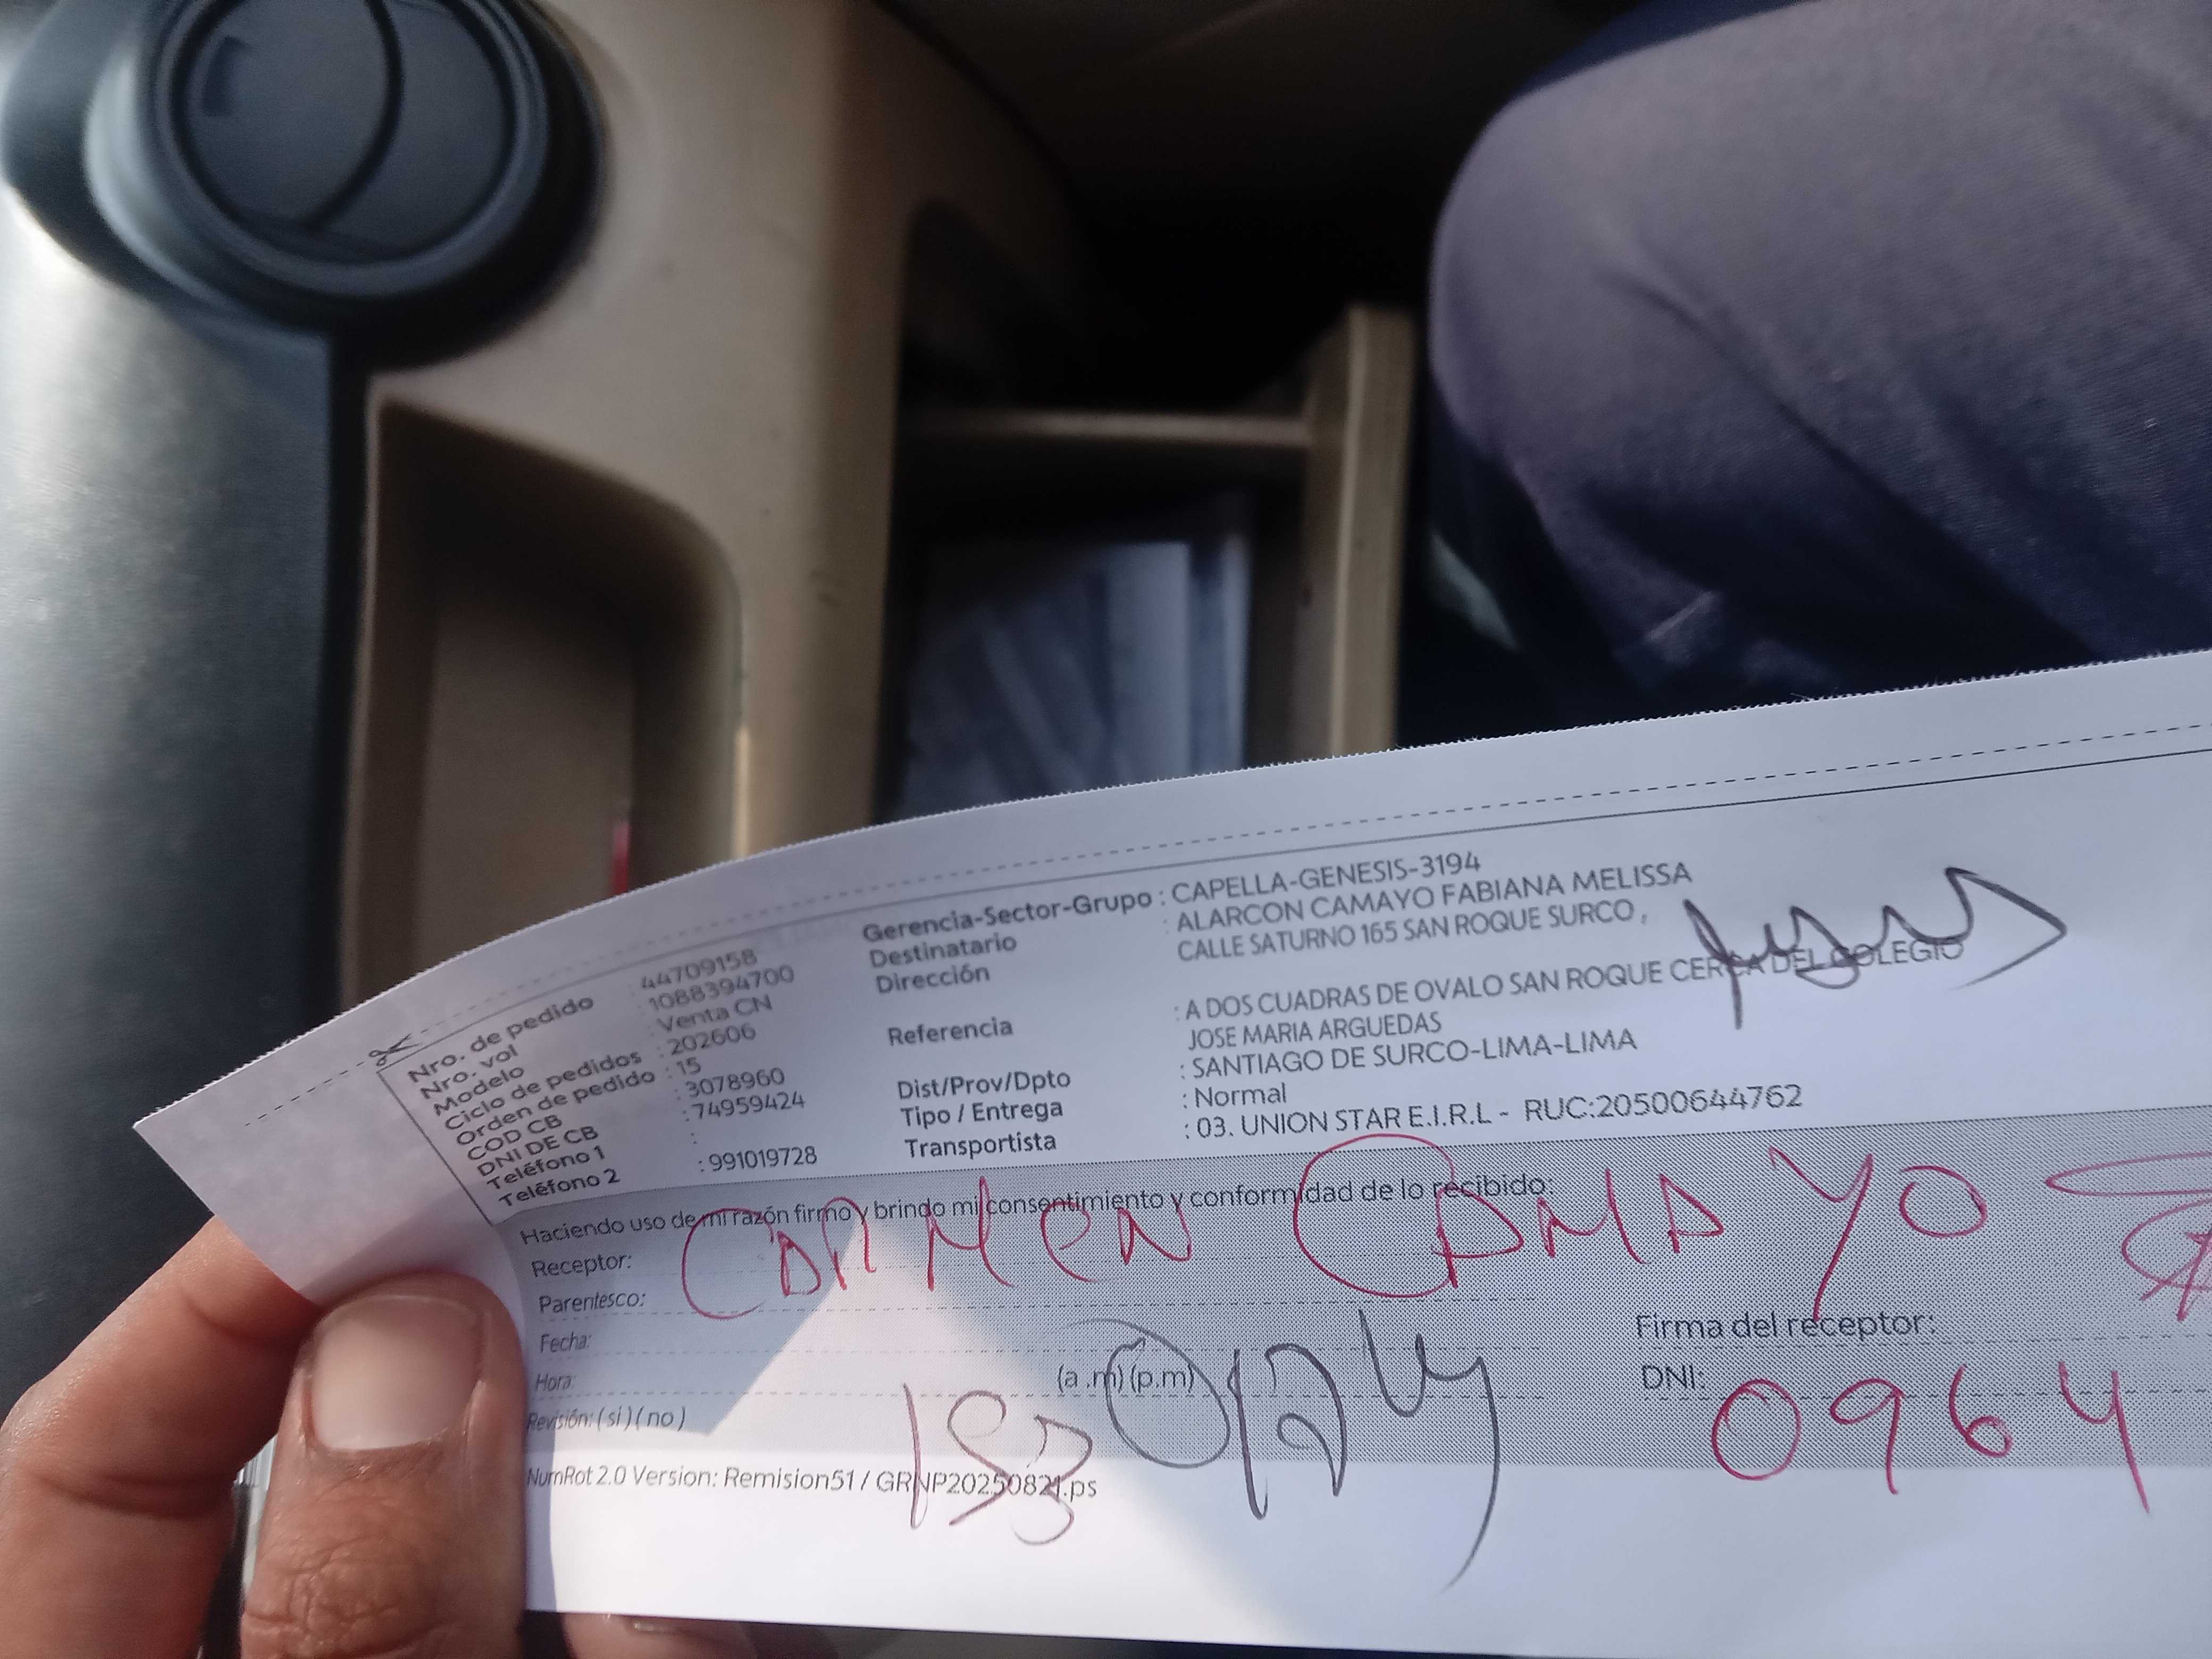 Nro. de pedido : 44709158
Nro. vol : 1088394700
Modelo : Venta CN
Ciclo de pedidos : 202606
Orden de pedido : 15
COD CB : 3078960
DNI DE CB : 74959424
Teléfono 1 :
Teléfono 2 : 991019728
Gerencia-Sector-Grupo : CAPELLA-GENESIS-3194
Destinatario : ALARCON CAMAYO FABIANA MELISSA
Dirección CALLE SATURNO 165 SAN ROQUE SURCO ,
Referencia : A DOS CUADRAS DE OVALO SAN ROQUE CERCA DEL COLEGIO
JOSE MARIA ARGUEDAS
Dist/Prov/Dpto : SANTIAGO DE SURCO-LIMA-LIMA
Tipo / Entrega : Normal
Transportista : 03. UNION STAR E.I.R.L - RUC:20500644762
Haciendo uso de mi razón firmo y brindo mi consentimiento y conformidad de lo recibido:
Receptor: CARMEN CAMAYO
Parentesco:
Fecha:
Firma del receptor:
Hora: (a .m) (p.m)
DNI: 0964
Revisión: ( si ) ( no )
153
NumRot 2.0 Version: Remision51 / GRNP20250821.ps